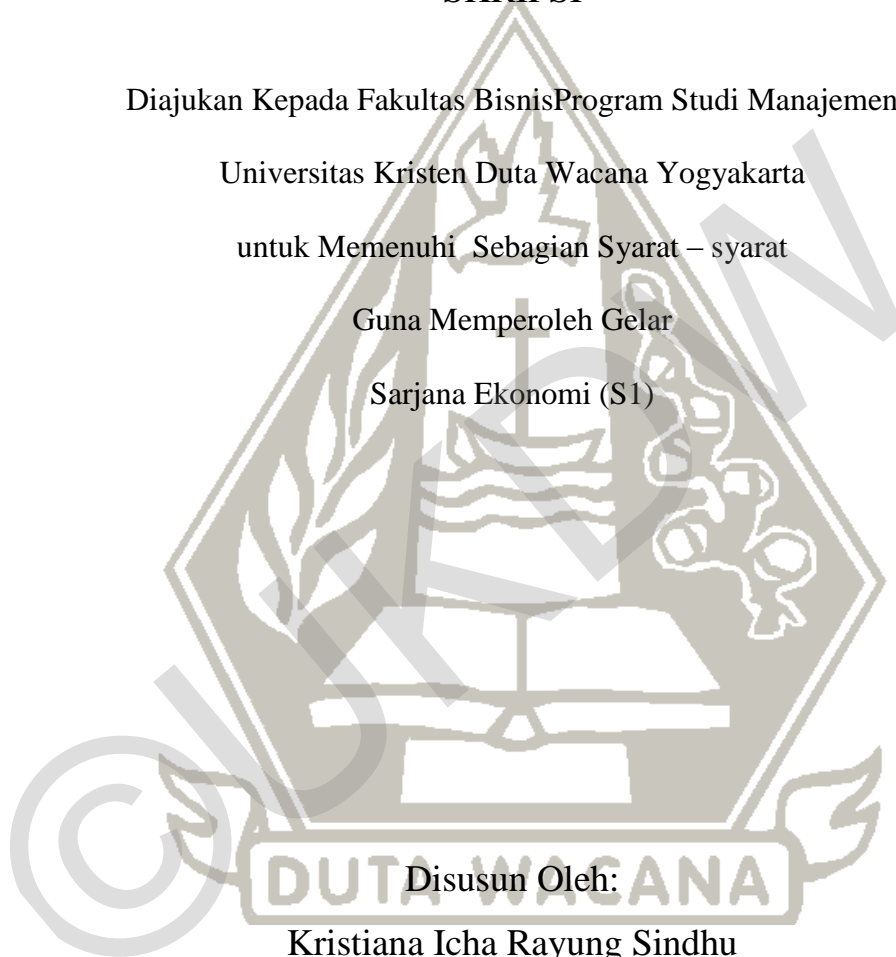 SKRIPSI
Diajukan Kepada Fakultas BisnisProgram Studi Manajemen
Universitas Kristen Duta Wacana Yogyakarta
untuk Memenuhi Sebagian Syarat – syarat
Guna Memperoleh Gelar
Sarjana Ekonomi (S1)
©UKDW
Disusun Oleh:
DUTA WACANA
Kristiana Icha Rayung Sindhu